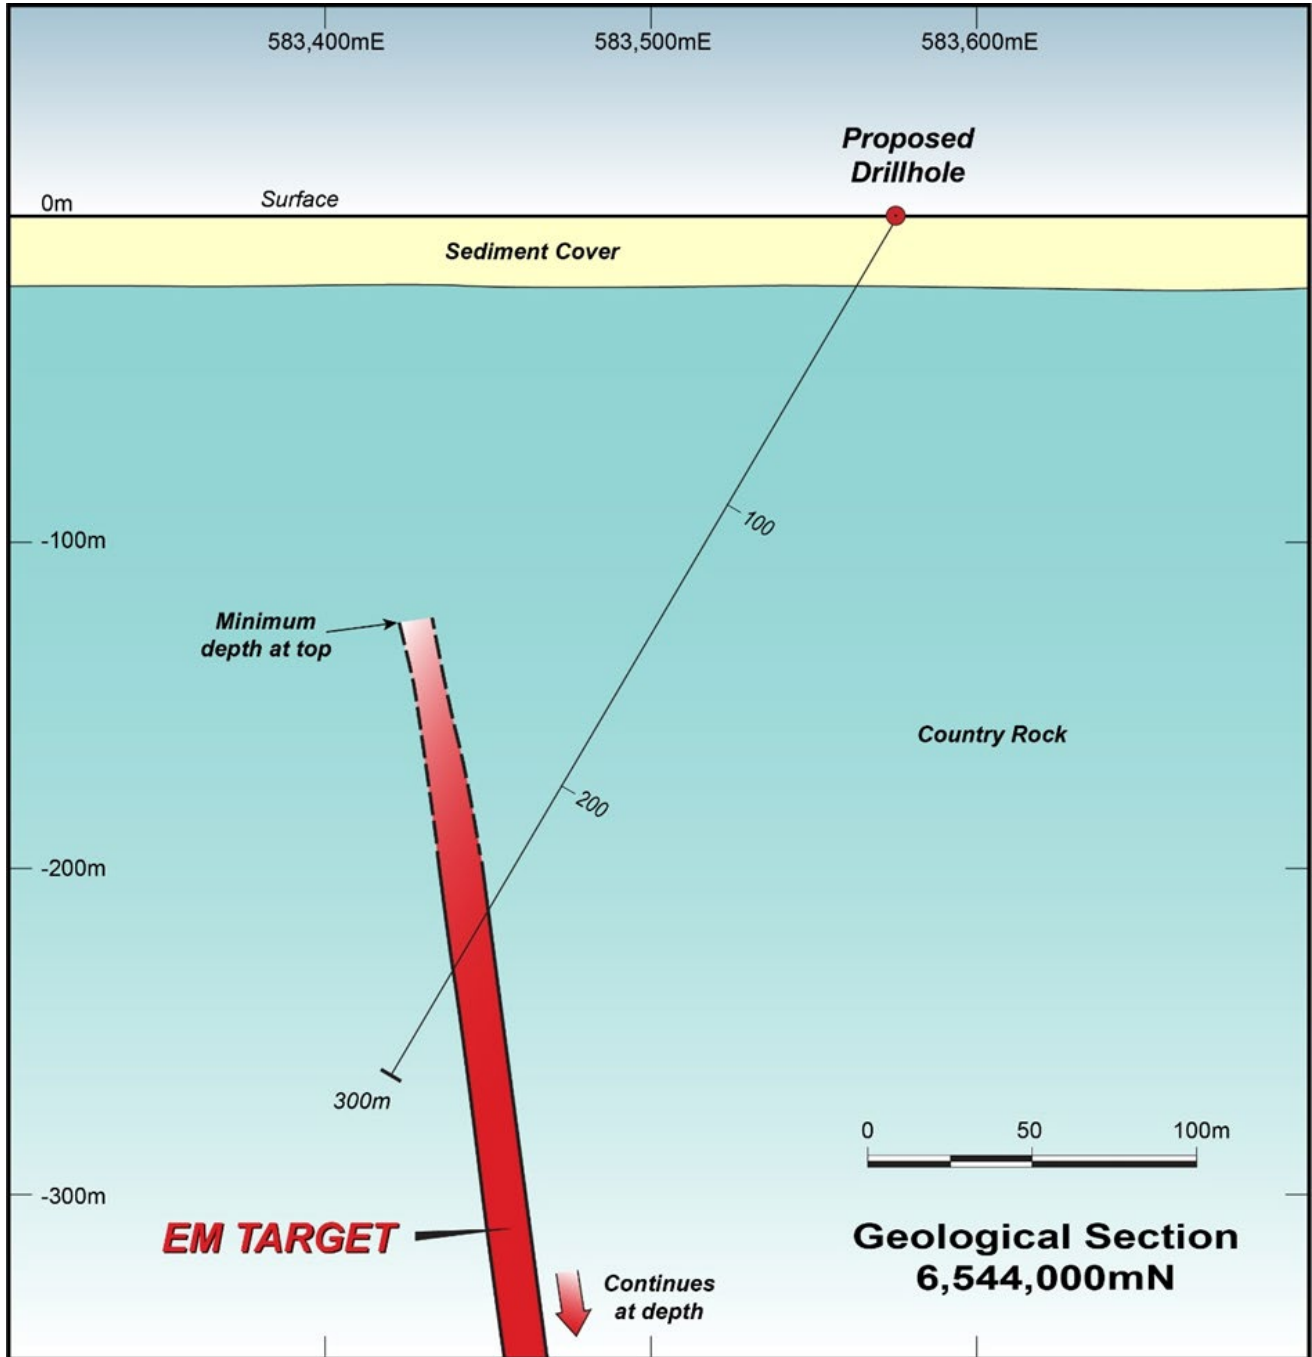 583,400mE
583,500mE
583,600mE
Proposed
Drillhole
0m
Surface
Sediment Cover
100
-100m
Minimum
depth at top
Country Rock
200
-200m
300m
0
50
100m
-300m
EM TARGET
Geological Section
6,544,000mN
Continues
at depth